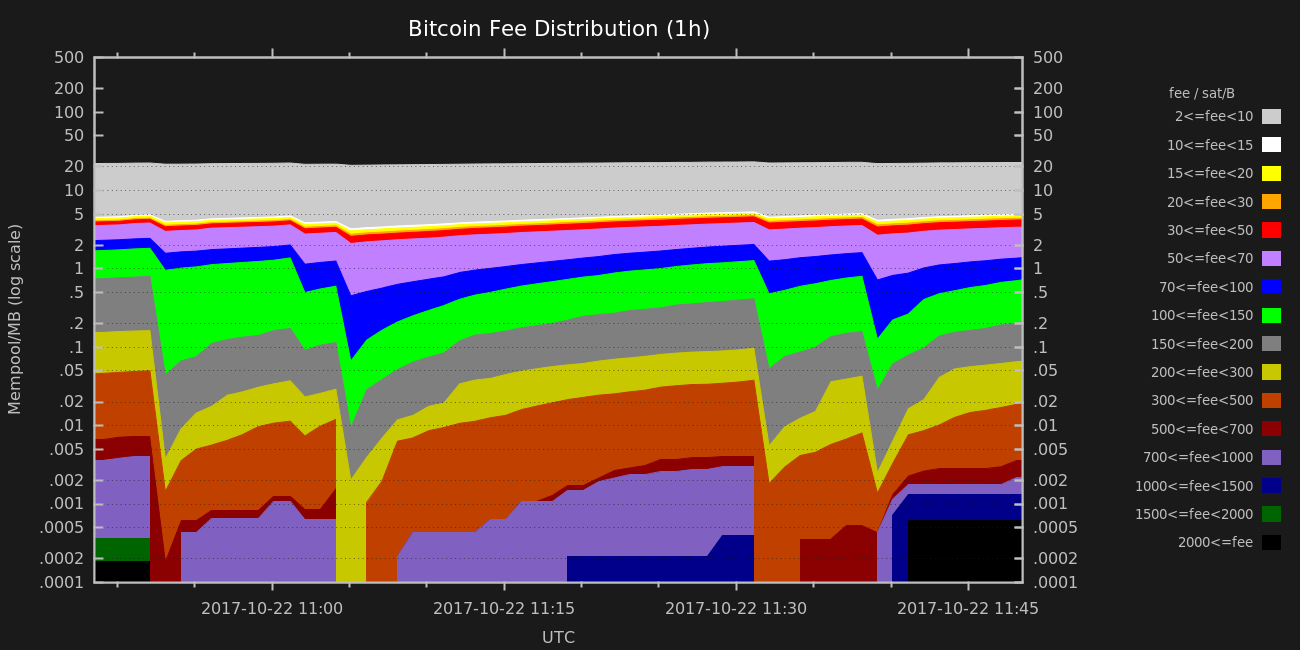 Bitcoin Fee Distribution (1h)
Mempool/MB (log scale)
500
200
100
50
20
10
5
2
1
.5
.2
.1
.05
.02
.01
.005
.002
.001
.0005
.0002
.0001
500
200
100
50
20
10
5
2
1
.5
.2
.1
.05
.02
.01
.005
.002
.001
.0005
.0002
.0001
2017-10-22 11:00
2017-10-22 11:15
2017-10-22 11:30
2017-10-22 11:45
UTC
fee / sat/B
2<=fee<10
10<=fee<15
15<=fee<20
20<=fee<30
30<=fee<50
50<=fee<70
70<=fee<100
100<=fee<150
150<=fee<200
200<=fee<300
300<=fee<500
500<=fee<700
700<=fee<1000
1000<=fee<1500
1500<=fee<2000
2000<=fee